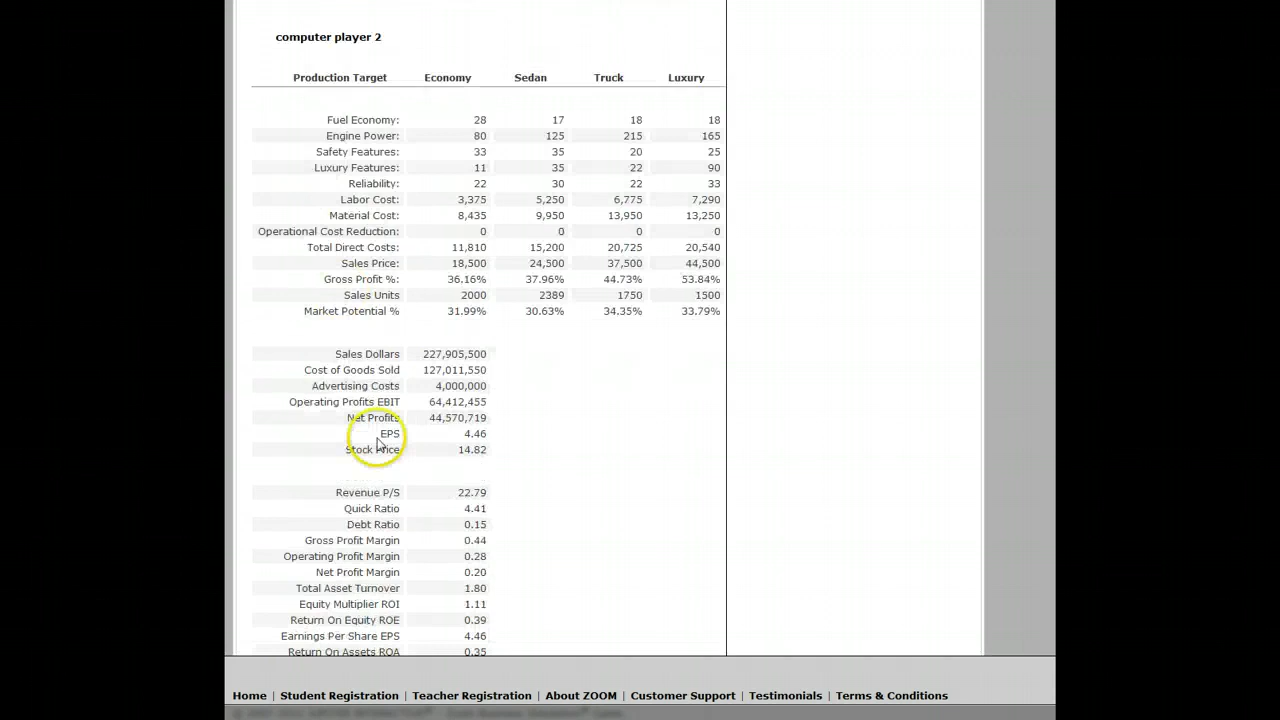 computer player 2
Production Target Economy Sedan Truck Luxury
Fuel Economy: 28 17 18 18
Engine Power: 80 125 215 165
Safety Features: 33 35 20 25
Luxury Features: 11 35 22 90
Reliability: 22 30 22 33
Labor Cost: 3,375 5,250 6,775 7,290
Material Cost: 8,435 9,950 13,950 13,250
Operational Cost Reduction: 0 0 0 0
Total Direct Costs: 11,810 15,200 20,725 20,540
Sales Price: 18,500 24,500 37,500 44,500
Gross Profit %: 36.16% 37.96% 44.73% 53.84%
Sales Units 2000 2389 1750 1500
Market Potential % 31.99% 30.63% 34.35% 33.79%
Sales Dollars 227,905,500
Cost of Goods Sold 127,011,550
Advertising Costs 4,000,000
Operating Profits EBIT 64,412,455
Net Profits 44,570,719
EPS 4.46
Stock Price 14.82
Revenue P/S 22.79
Quick Ratio 4.41
Debt Ratio 0.15
Gross Profit Margin 0.44
Operating Profit Margin 0.28
Net Profit Margin 0.20
Total Asset Turnover 1.80
Equity Multiplier ROI 1.11
Return On Equity ROE 0.39
Earnings Per Share EPS 4.46
Return On Assets ROA 0.35
Home | Student Registration | Teacher Registration | About ZOOM | Customer Support | Testimonials | Terms & Conditions